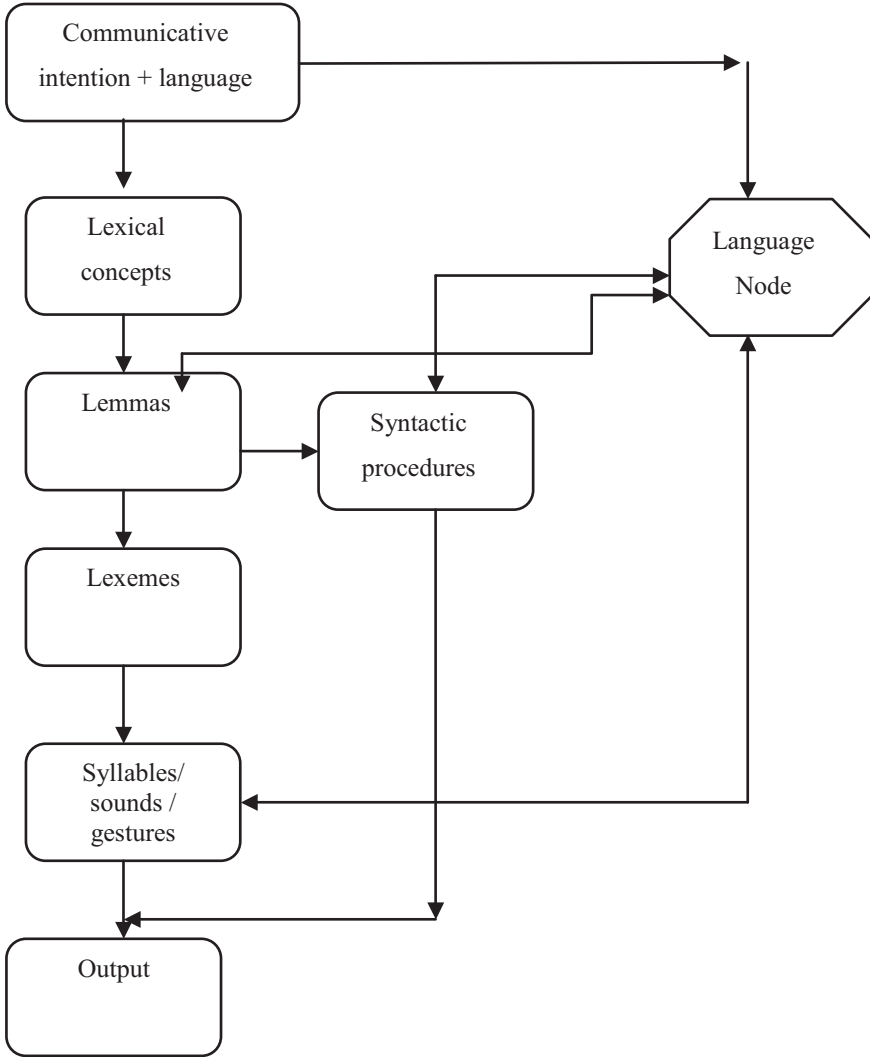 Communicative
intention + language
Lexical
concepts
Language
Node
Lemmas
Syntactic
procedures
Lexemes
Syllables/
sounds /
gestures
Output